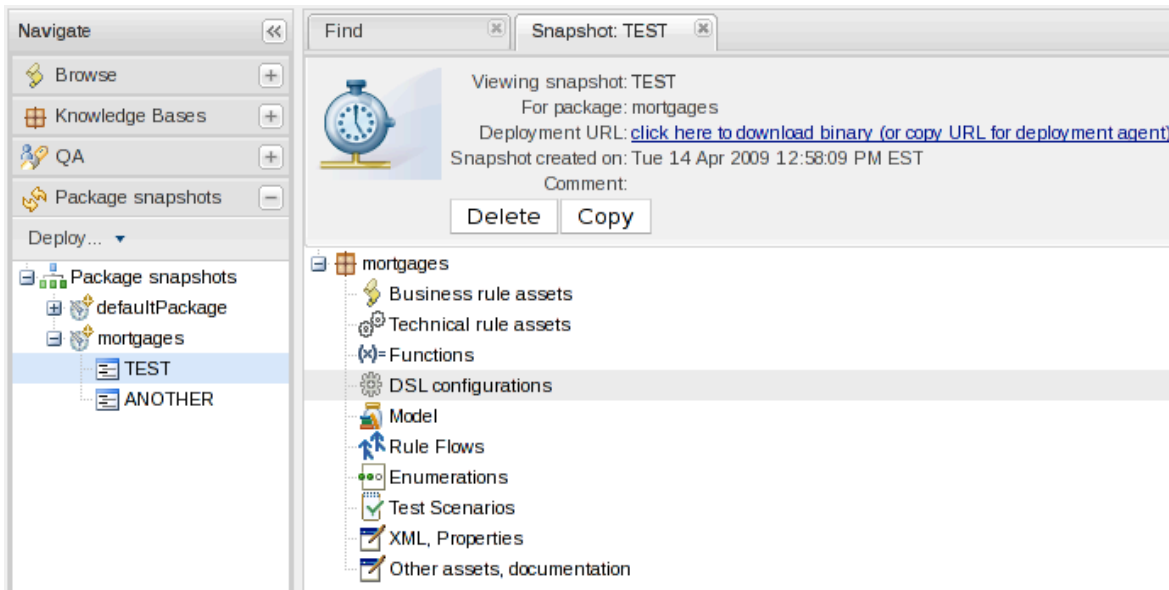 Navigate
Browse
Knowledge Bases
QA
Package snapshots
Deploy...
Package snapshots
defaultPackage
mortgages
TEST
ANOTHER
Find
Snapshot: TEST
Viewing snapshot: TEST
For package: mortgages
Deployment URL: click here to download binary (or copy URL for deployment agent)
Snapshot created on: Tue 14 Apr 2009 12:58:09 PM EST
Comment:
Delete Copy
mortgages
Business rule assets
Technical rule assets
(x)= Functions
DSL configurations
Model
Rule Flows
Enumerations
Test Scenarios
XML, Properties
Other assets, documentation